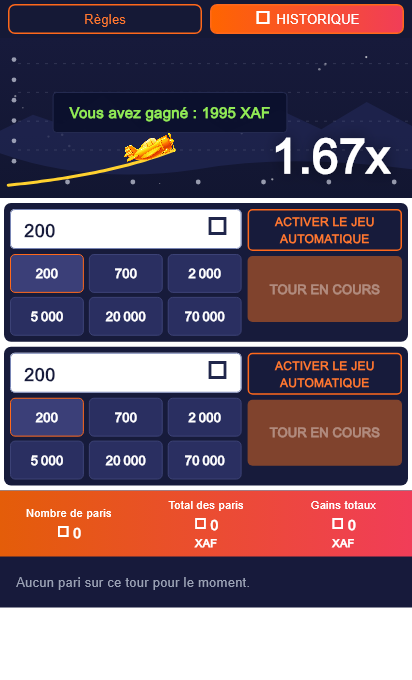 Règles
HISTORIQUE
Vous avez gagné : 1995 XAF
1.67x
200
ACTIVER LE JEU
AUTOMATIQUE
200
700
2 000
TOUR EN COURS
5 000
20 000
70 000
200
ACTIVER LE JEU
AUTOMATIQUE
200
700
2 000
TOUR EN COURS
5 000
20 000
70 000
Nombre de paris
0
Total des paris
0
XAF
Gains totaux
0
XAF
Aucun pari sur ce tour pour le moment.